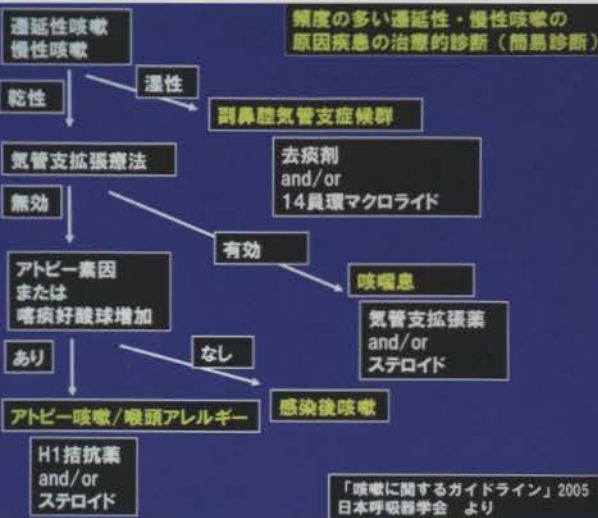 頻度の多い遷延性・慢性咳嗽の
原因疾患の治療的診断(簡易診断)
遷延性咳嗽
慢性咳嗽
乾性
湿性
副鼻腔気管支症候群
去痰剤
and/or
14員環マクロライド
気管支拡張療法
無効
有効
咳喘息
気管支拡張薬
and/or
ステロイド
アトピー素因
または
喀痰好酸球増加
あり
なし
感染後咳嗽
アトピー咳嗽/喉頭アレルギー
H1拮抗薬
and/or
ステロイド
「咳嗽に関するガイドライン」2005
日本呼吸器学会 より